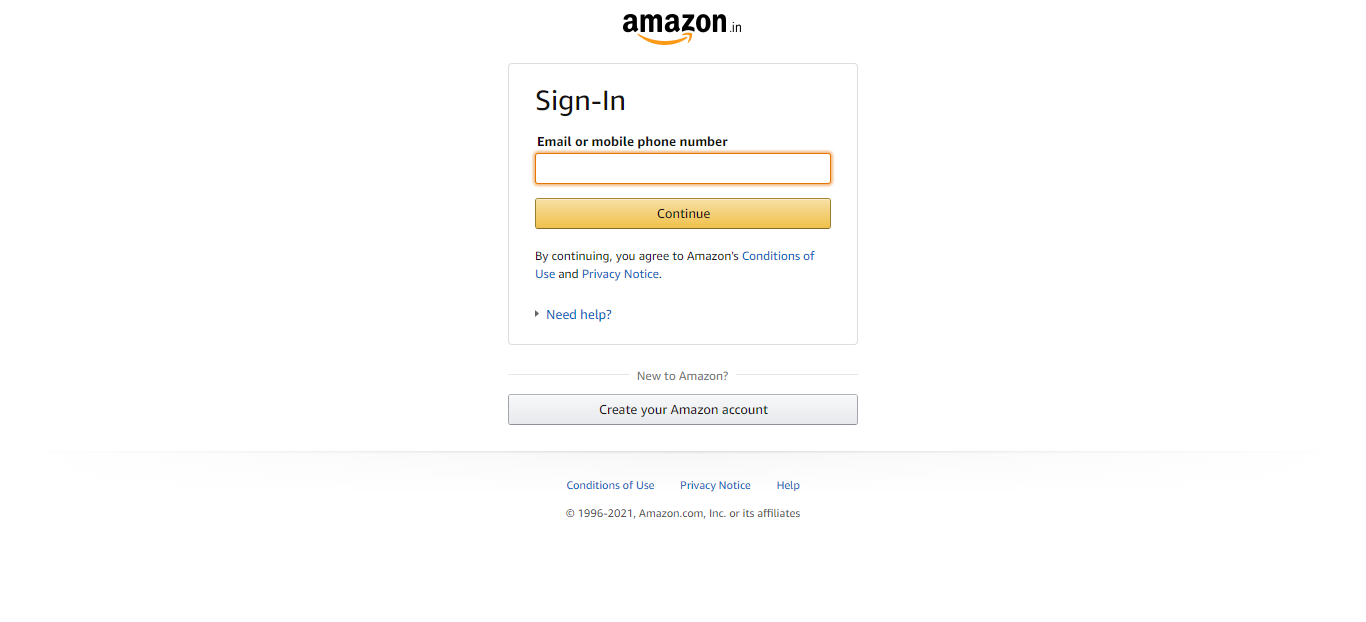 amazon.in
Sign-In
Email or mobile phone number
Continue
By continuing, you agree to Amazon's Conditions of
Use and Privacy Notice.
Need help?
New to Amazon?
Create your Amazon account
Conditions of Use Privacy Notice Help
© 1996-2021, Amazon.com, Inc. or its affiliates